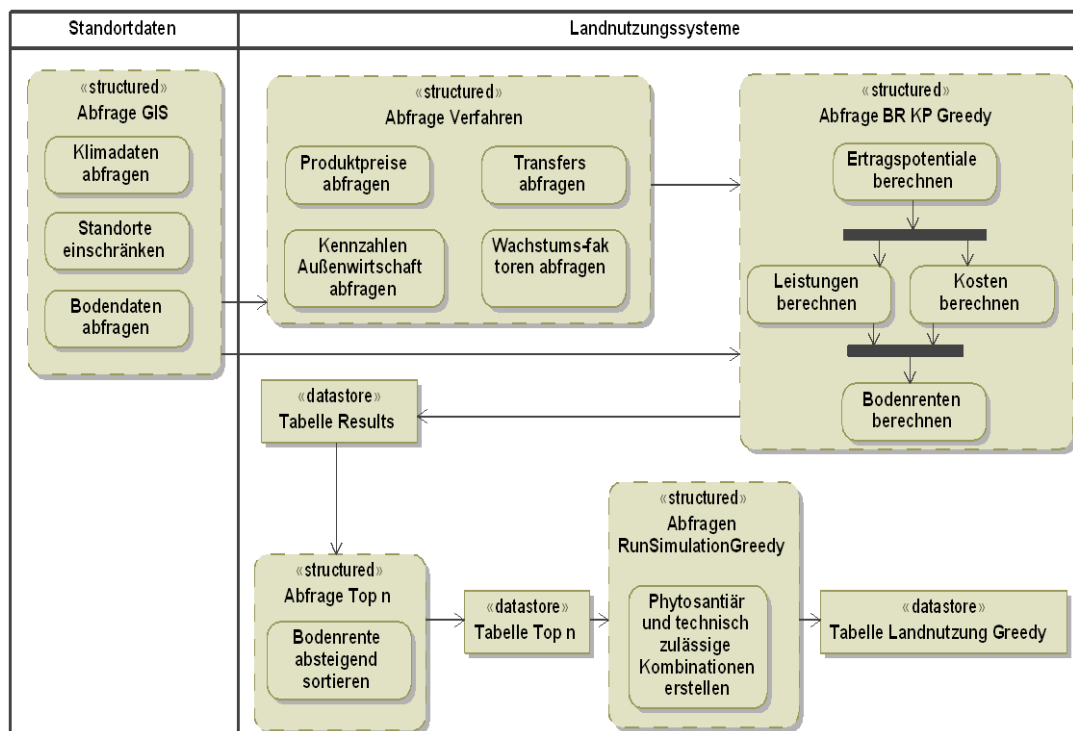 Standortdaten
Landnutzungssysteme
«structured»
Abfrage GIS
Klimadaten
abfragen
Standorte
einschränken
Bodendaten
abfragen
«structured»
Abfrage Verfahren
Produktpreise
abfragen
Transfers
abfragen
Kennzahlen
Außenwirtschaft
abfragen
Wachstums-fak
toren abfragen
«structured»
Abfrage BR KP Greedy
Ertragspotentiale
berechnen
Leistungen
berechnen
Kosten
berechnen
Bodenrenten
berechnen
«datastore»
Tabelle Results
«structured»
Abfrage Top n
Bodenrente
absteigend
sortieren
«datastore»
Tabelle Top n
«structured»
Abfragen
RunSimulationGreedy
Phytosantiär
und technisch
zulässige
Kombinationen
erstellen
«datastore»
Tabelle Landnutzung Greedy